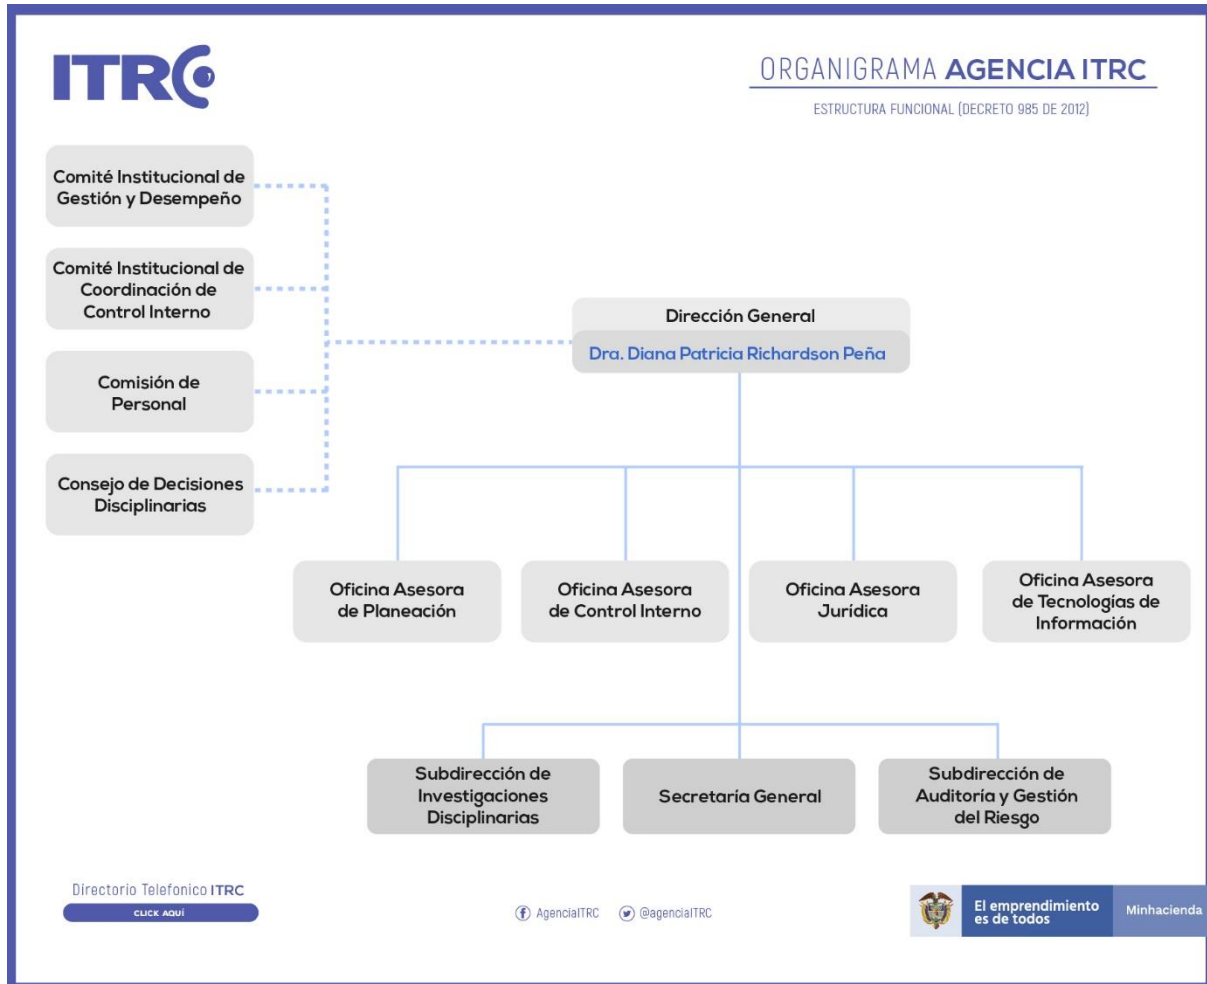 ITRC
ORGANIGRAMA AGENCIA ITRC
ESTRUCTURA FUNCIONAL (DECRETO 985 DE 2012)
Comité Institucional de
Gestión y Desempeño
Comité Institucional de
Coordinación de
Control Interno
Comisión de
Personal
Consejo de Decisiones
Disciplinarias
Dirección General
Dra. Diana Patricia Richardson Peña
Oficina Asesora
de Planeación
Oficina Asesora
de Control Interno
Oficina Asesora
Jurídica
Oficina Asesora
de Tecnologías de
Información
Subdirección de
Investigaciones
Disciplinarias
Secretaría General
Subdirección de
Auditoría y Gestión
del Riesgo
Directorio Telefonico ITRC
CLICK AQUÍ
AgenciaITRC
@agenciaITRC
El emprendimiento
es de todos
Minhacienda